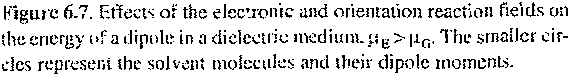 Figure 6.7. Effects of the electronic and orientation reaction fields on
the energy of a dipole in a dielectric medium. μE > μG. The smaller cir-
cles represent the solvent molecules and their dipole moments.